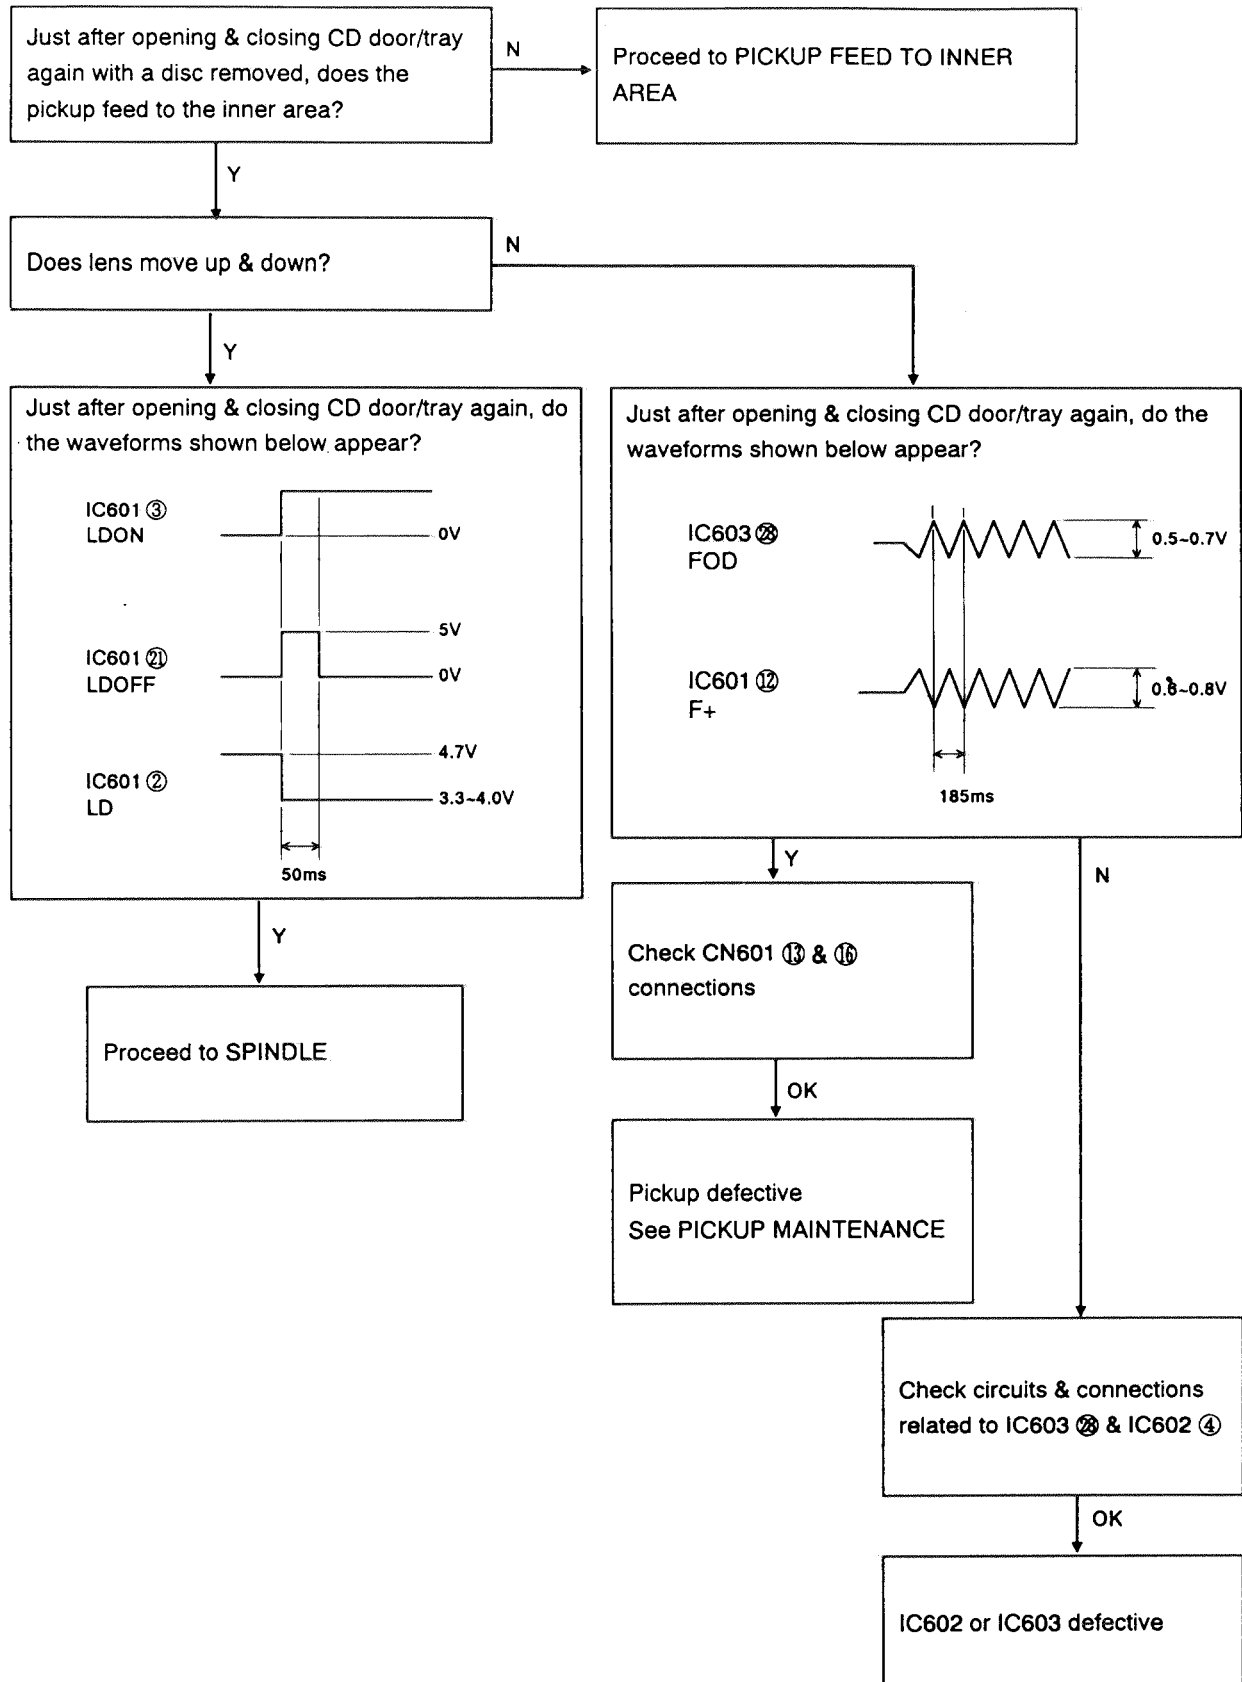 Just after opening & closing CD door/tray
again with a disc removed, does the
pickup feed to the inner area?
N
Proceed to PICKUP FEED TO INNER
AREA
Y
Does lens move up & down?
N
Y
Just after opening & closing CD door/tray again, do
the waveforms shown below appear?
IC601 ③
LDON
0V
IC601 ㉑
LDOFF
5V
0V
IC601 ②
LD
4.7V
3.3~4.0V
50ms
Y
Proceed to SPINDLE
Just after opening & closing CD door/tray again, do the
waveforms shown below appear?
IC603 ㉘
FOD
0.5~0.7V
IC601 ⑫
F+
0.6~0.8V
185ms
Y
N
Check CN601 ⑬ & ⑯
connections
OK
Pickup defective
See PICKUP MAINTENANCE
Check circuits & connections
related to IC603 ㉘ & IC602 ④
OK
IC602 or IC603 defective